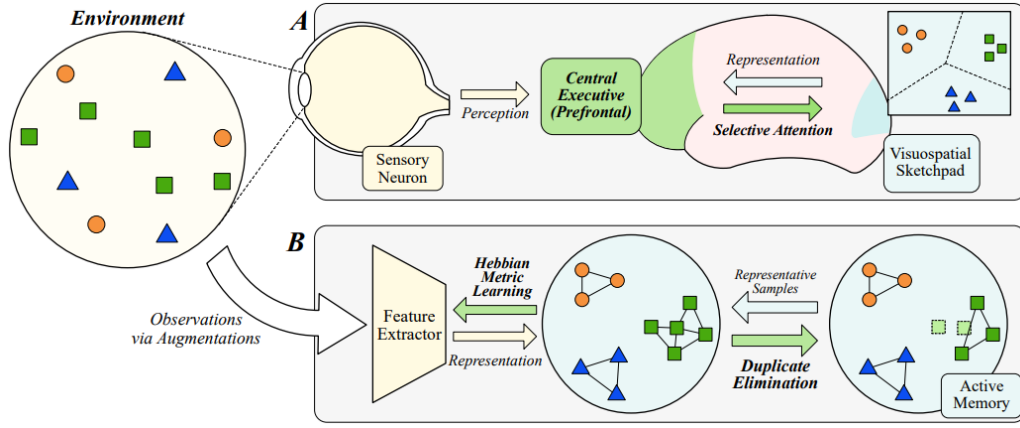 Environment
A
Sensory
Neuron
Perception
Central
Executive
(Prefrontal)
Representation
Selective Attention
Visuospatial
Sketchpad
Observations
via Augmentations
B
Feature
Extractor
Hebbian
Metric
Learning
Representation
Representative
Samples
Duplicate
Elimination
Active
Memory